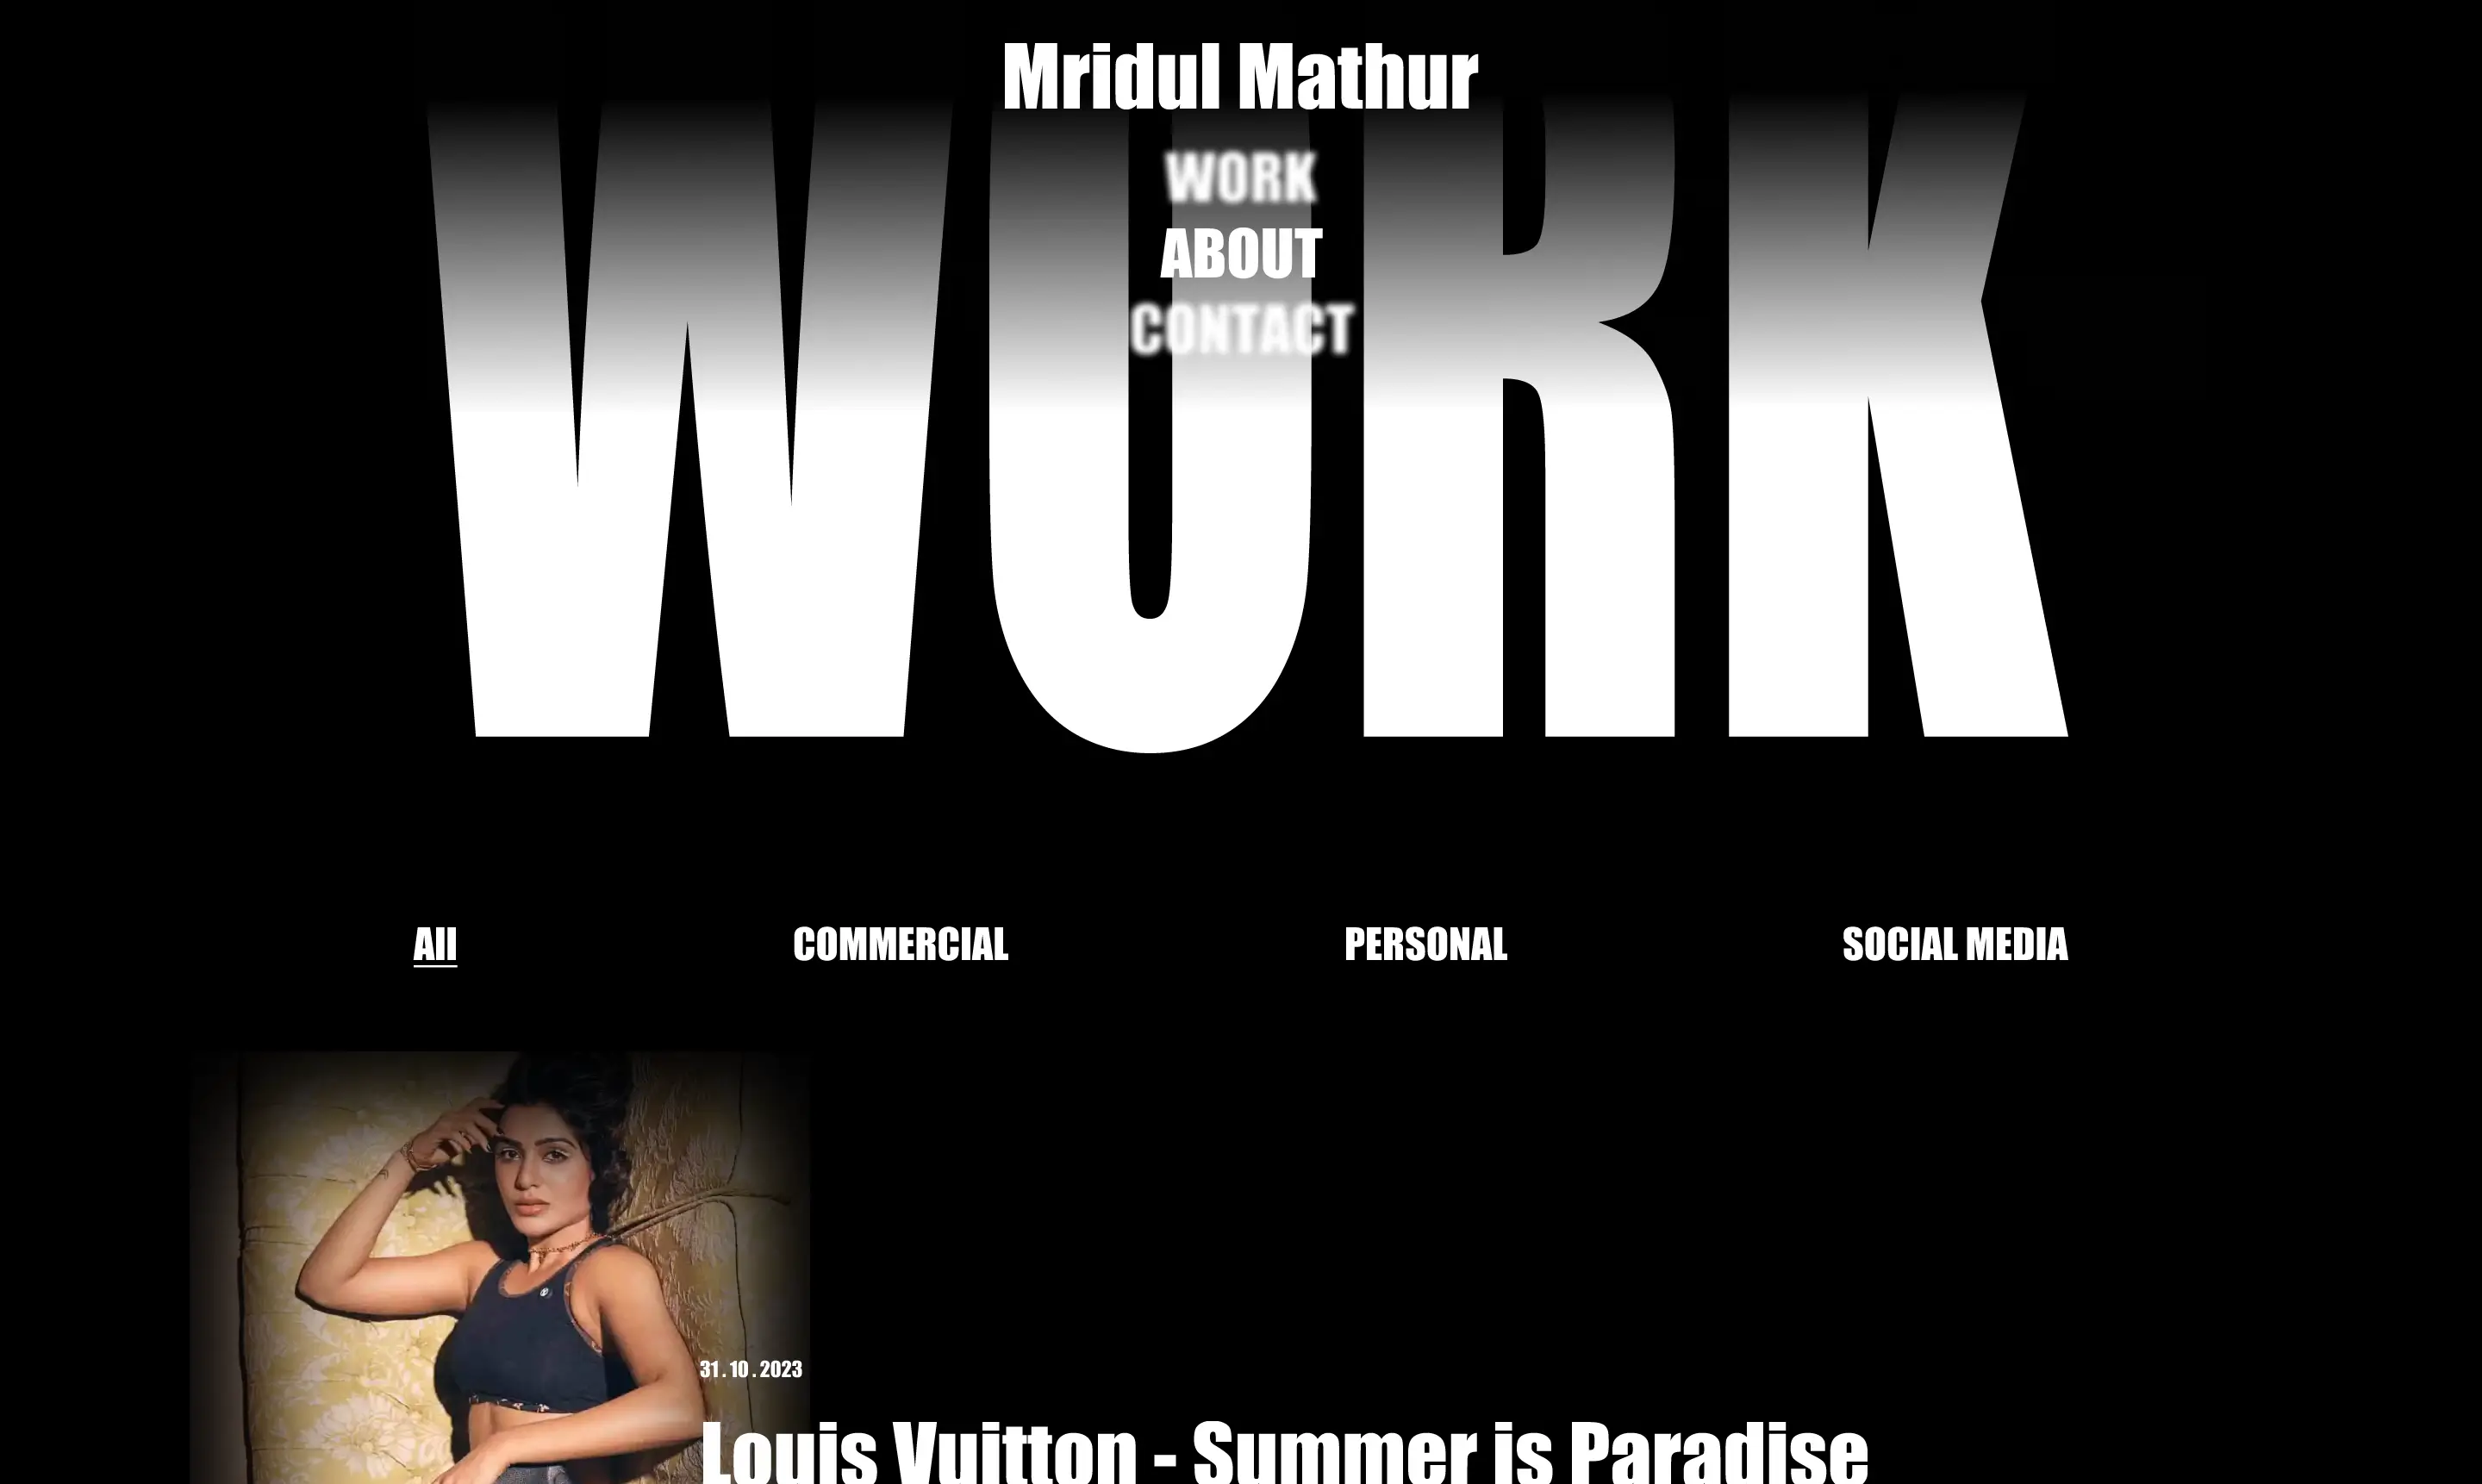 Mridul Mathur
WORK
WORK
ABOUT
CONTACT
All
COMMERCIAL
PERSONAL
SOCIAL MEDIA
31 . 10 . 2023
Louis Vuitton - Summer is Paradise